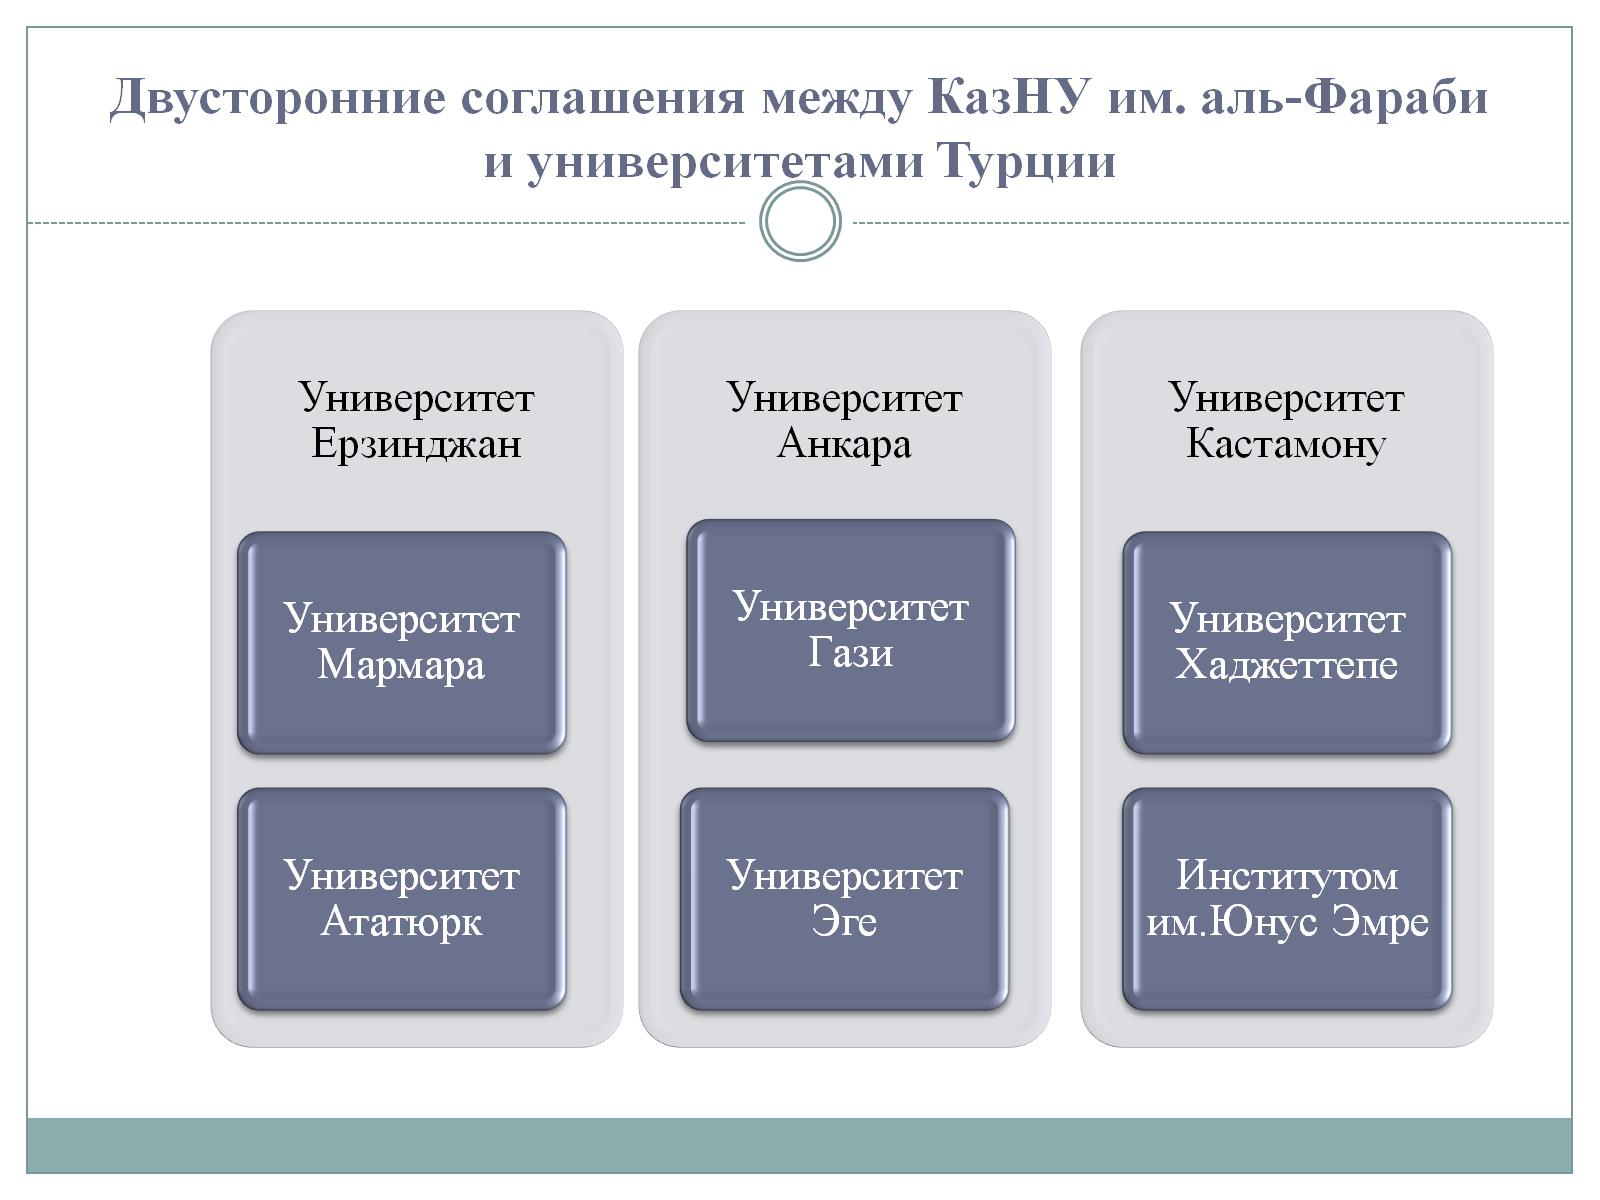 Двусторонние соглашения между КазНУ им. аль-Фараби
и университетами Турции
Университет
Ерзинджан
Университет
Мармара
Университет
Ататюрк
Университет
Анкара
Университет
Гази
Университет
Эге
Университет
Кастамону
Университет
Хаджеттепе
Институтом
им.Юнус Эмре